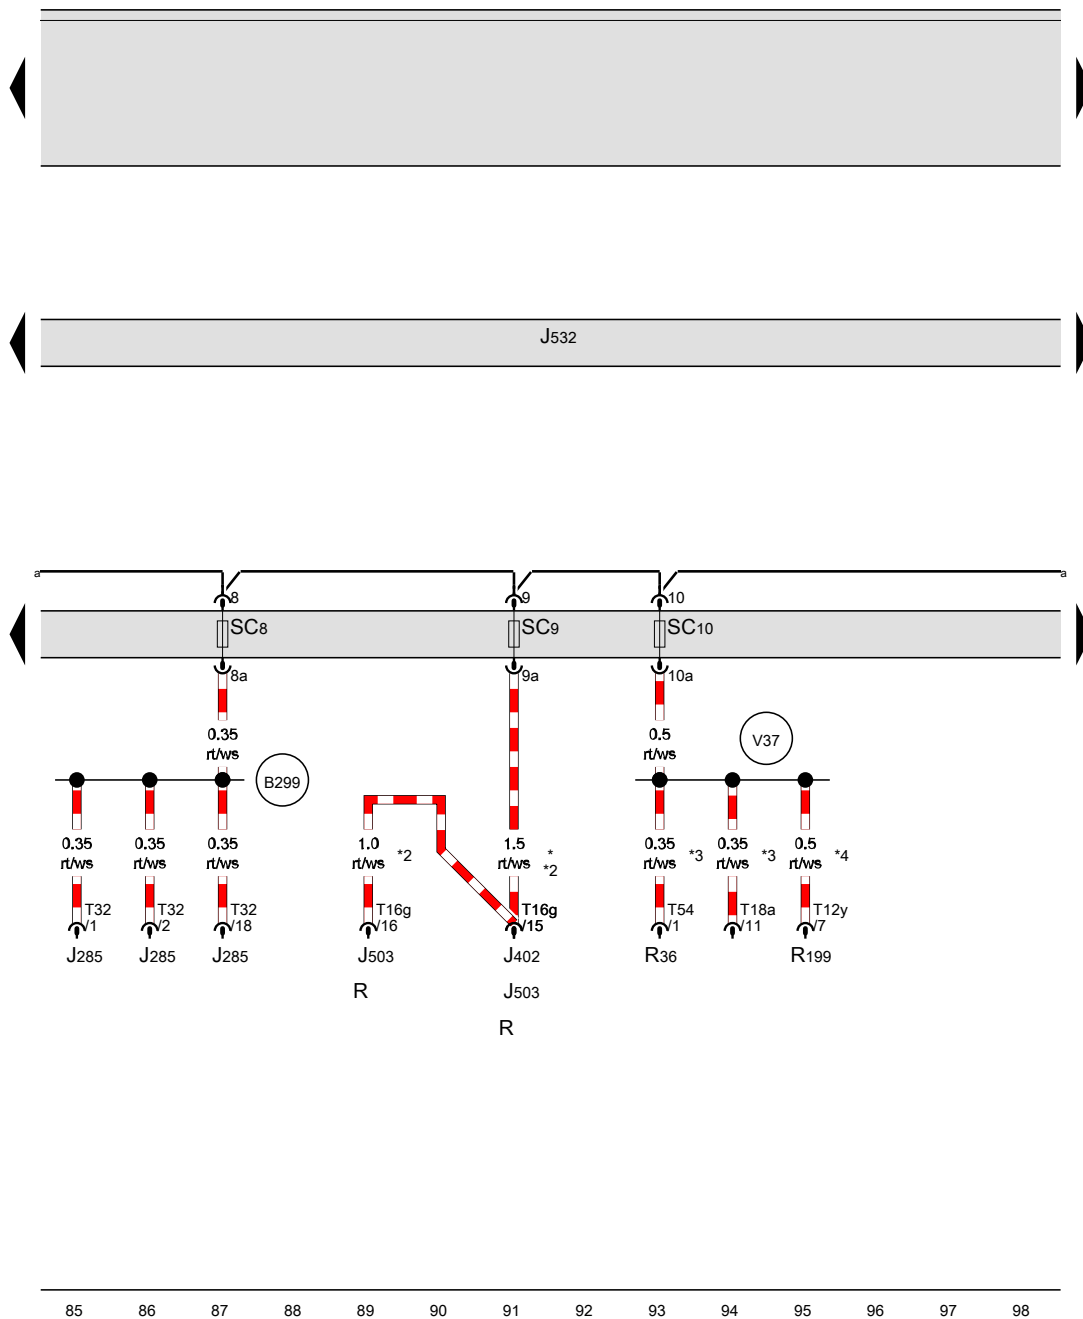 J532
a
a
8
9
10
SC8
SC9
SC10
8a
9a
10a
0.35
rt/ws
0.5
rt/ws
V37
B299
0.35
rt/ws
0.35
rt/ws
0.35
rt/ws
1.0
rt/ws
*2
1.5
rt/ws
*
*2
0.35
rt/ws
*3
0.35
rt/ws
*3
0.5
rt/ws
*4
T32
/1
T32
/2
T32
/18
T16g
/16
T16g
/15
T54
/1
T18a
/11
T12y
/7
J285
J285
J285
J503
J402
R36
R199
R
J503
R
85 86 87 88 89 90 91 92 93 94 95 96 97 98